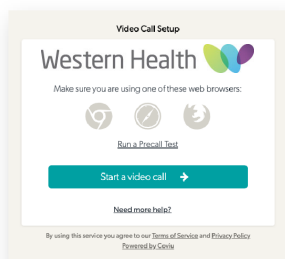 Video Call Setup
Western Health
Make sure you are using one of these web browsers:
Run a Precall Test
Start a video call
Need more help?
By using this service you agree to our Terms of Service and Privacy Policy
Powered by Coviu